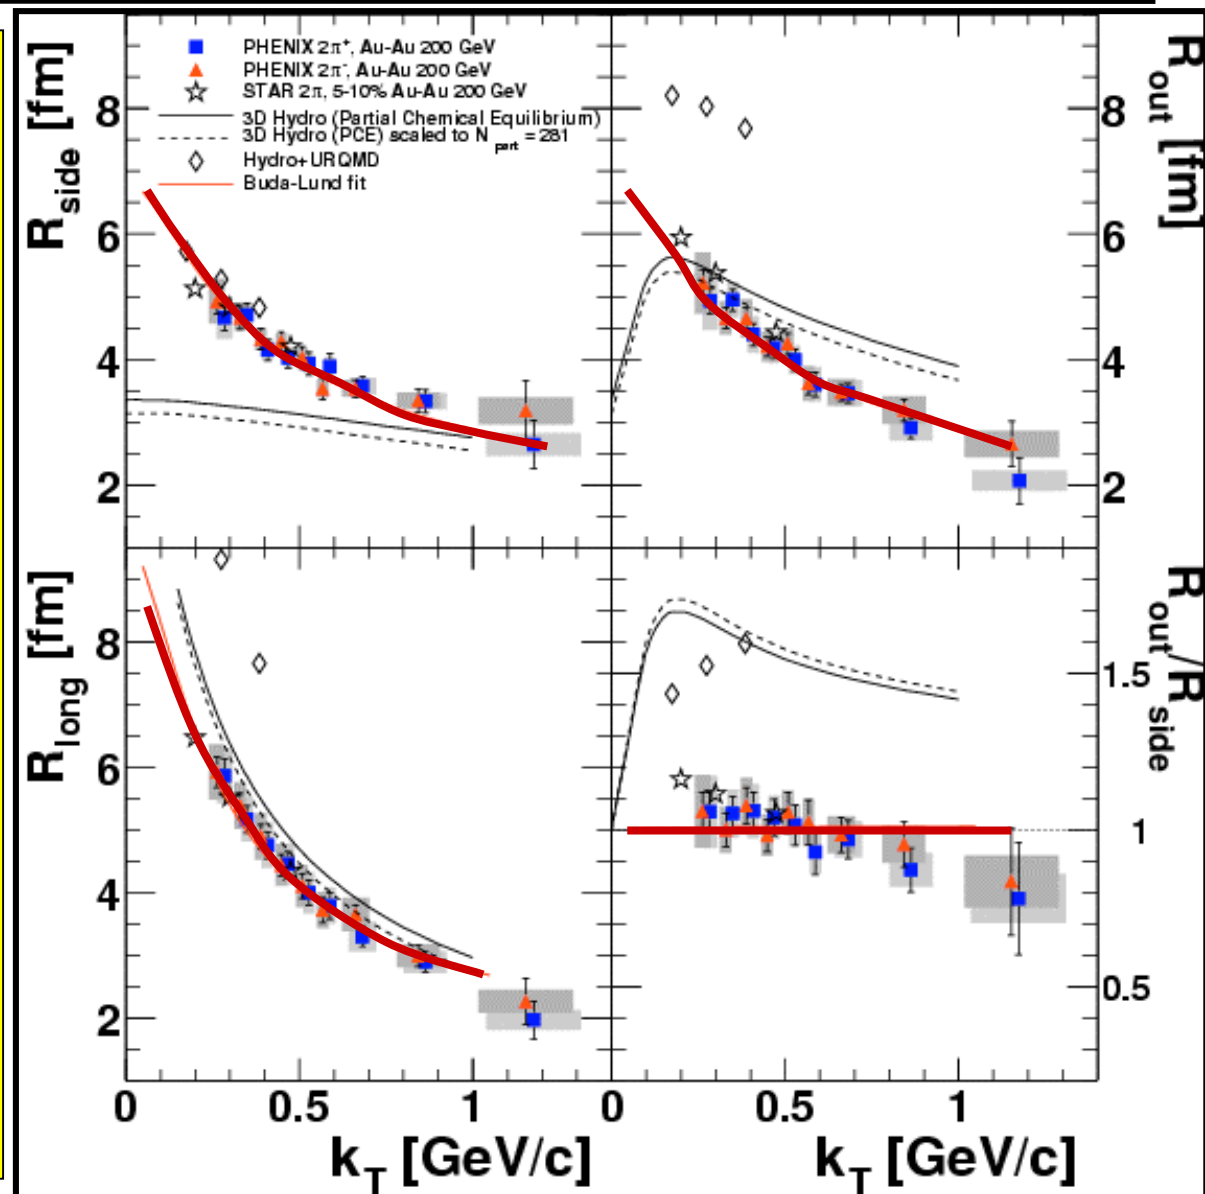 PHENIX 2π⁺, Au-Au 200 GeV
PHENIX 2π⁻, Au-Au 200 GeV
STAR 2π, 5-10% Au-Au 200 GeV
3D Hydro (Partial Chemical Equilibrium)
3D Hydro (PCE) scaled to N part = 281
Hydro+URQMD
Buda-Lund fit
R side [fm]
8
6
4
2
R out [fm]
8
6
4
2
R long [fm]
8
6
4
2
R out/R side
1.5
1
0.5
0 0.5 1
0 0.5 1
k T [GeV/c]
k T [GeV/c]